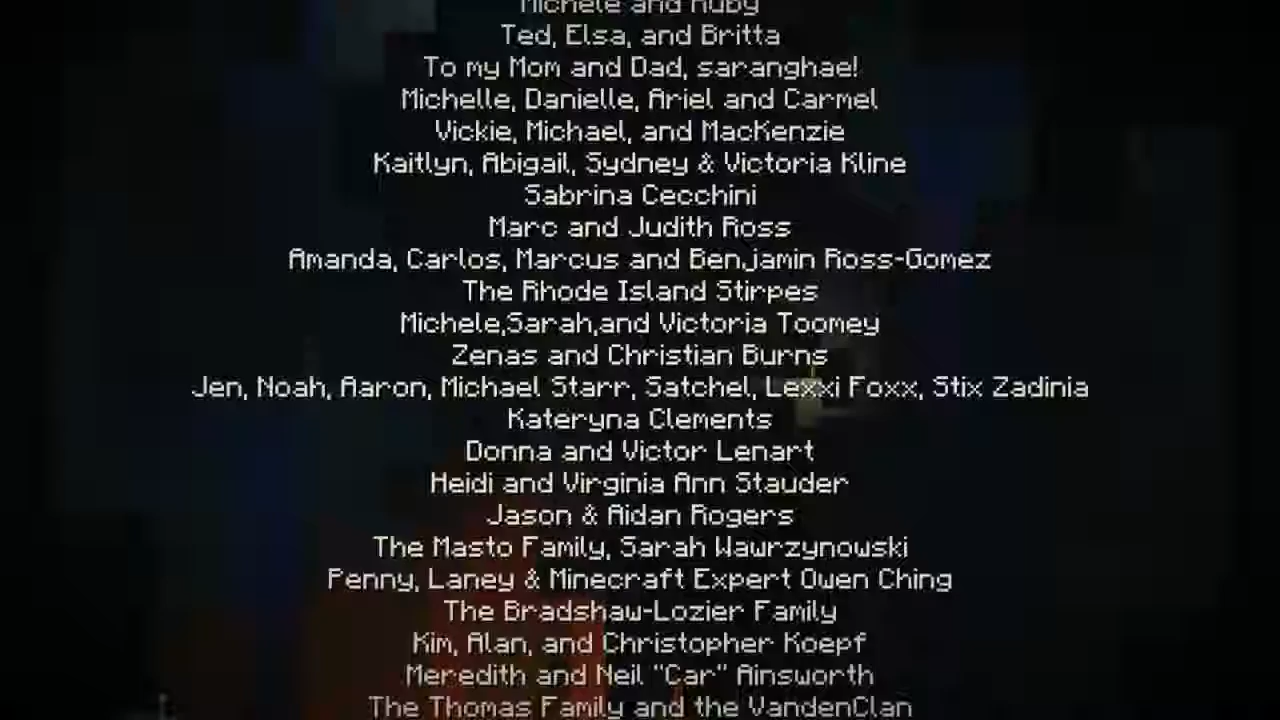 Michele and Ruby
Ted, Elsa, and Britta
To my Mom and Dad, saranghae!
Michelle, Danielle, Ariel and Carmel
Vickie, Michael, and MacKenzie
Kaitlyn, Abigail, Sydney & Victoria Kline
Sabrina Cecchini
Marc and Judith Ross
Amanda, Carlos, Marcus and Benjamin Ross-Gomez
The Rhode Island Stirpes
Michele,Sarah,and Victoria Toomey
Zenas and Christian Burns
Jen, Noah, Aaron, Michael Starr, Satchel, Lexxi Foxx, Stix Zadinia
Kateryna Clements
Donna and Victor Lenart
Heidi and Virginia Ann Stauder
Jason & Aidan Rogers
The Masto Family, Sarah Wawrzynowski
Penny, Laney & Minecraft Expert Owen Ching
The Bradshaw-Lozier Family
Kim, Alan, and Christopher Koepf
Meredith and Neil "Car" Ainsworth
The Thomas Family and the VandenClan